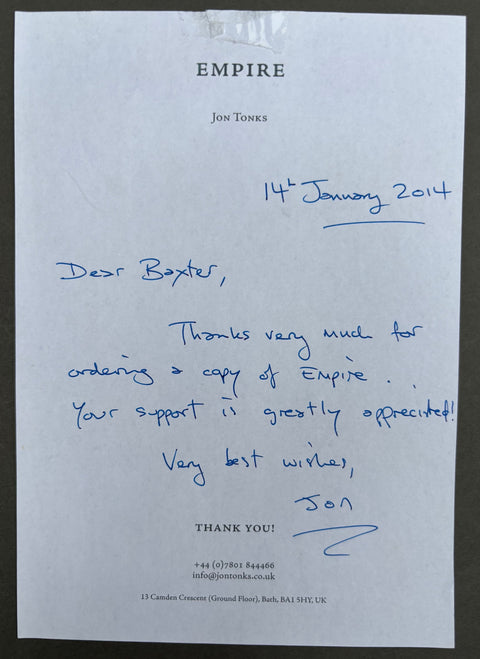 EMPIRE
Jon Tonks
14th January 2014
Dear Baxter,
Thanks very much for
ordering a copy of Empire.
Your support is greatly appreciated!
Very best wishes,
Jon
THANK YOU!
+44 (0)7801 844466
info@jontonks.co.uk
13 Camden Crescent (Ground Floor), Bath, BA1 5HY, UK